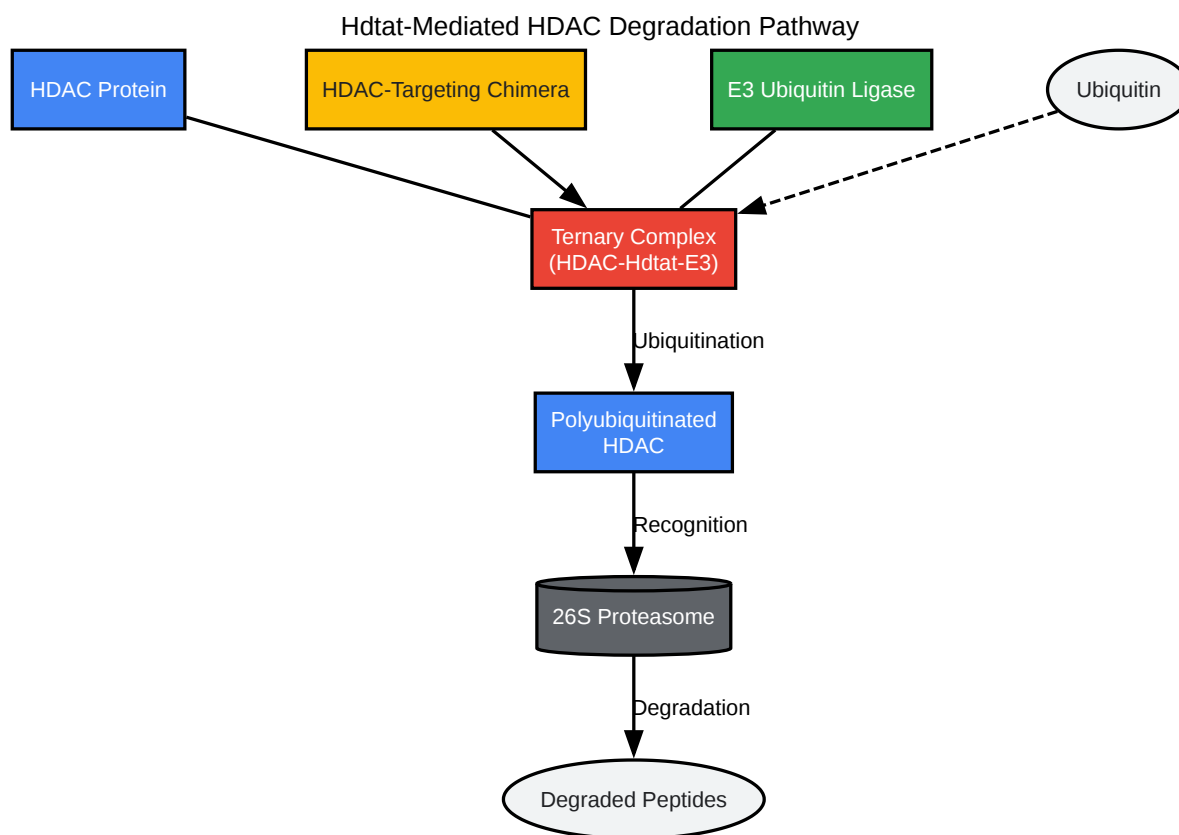 Hdtat-Mediated HDAC Degradation Pathway
HDAC Protein
HDAC-Targeting Chimera
E3 Ubiquitin Ligase
Ubiquitin
Ternary Complex
(HDAC-Hdtat-E3)
Ubiquitination
Polyubiquitinated
HDAC
Recognition
26S Proteasome
Degradation
Degraded Peptides